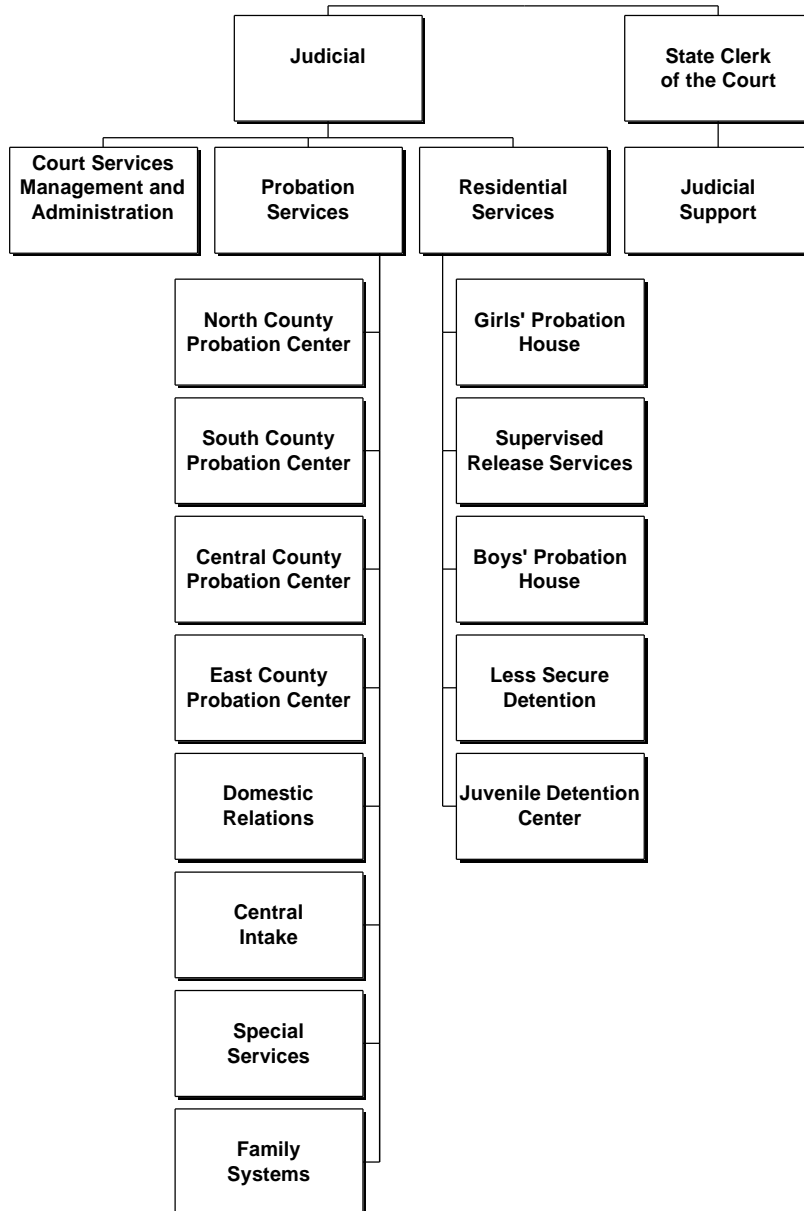 Judicial
State Clerk
of the Court
Court Services
Management and
Administration
Probation
Services
Residential
Services
Judicial
Support
North County
Probation Center
South County
Probation Center
Central County
Probation Center
East County
Probation Center
Domestic
Relations
Central
Intake
Special
Services
Family
Systems
Girls' Probation
House
Supervised
Release Services
Boys' Probation
House
Less Secure
Detention
Juvenile Detention
Center